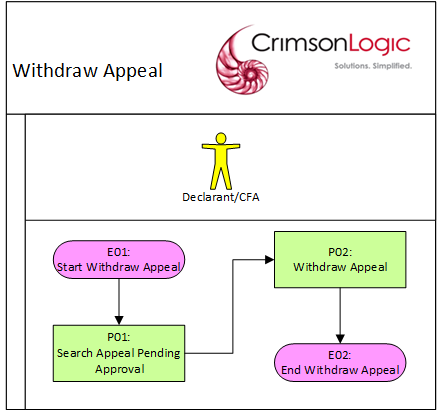 Withdraw Appeal
CrimsonLogic
Solutions. Simplified.
Declarant/CFA
E01:
Start Withdraw Appeal
P01:
Search Appeal Pending
Approval
P02:
Withdraw Appeal
E02:
End Withdraw Appeal